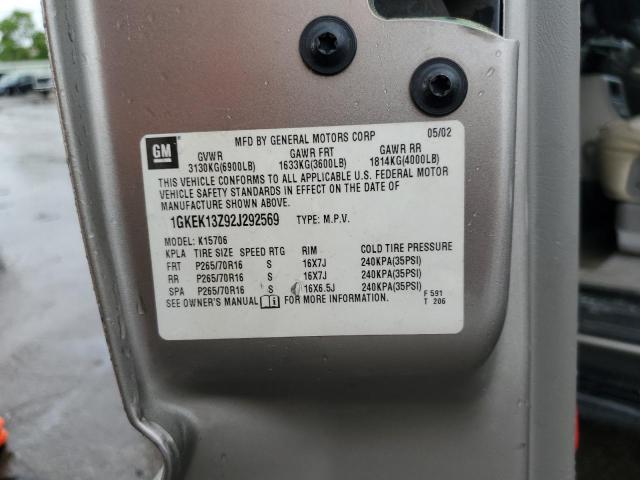 GM
MFD BY GENERAL MOTORS CORP 05/02
GVWR GAWR FRT GAWR RR
3130KG(6900LB) 1633KG(3600LB) 1814KG(4000LB)
THIS VEHICLE CONFORMS TO ALL APPLICABLE U.S. FEDERAL MOTOR
VEHICLE SAFETY STANDARDS IN EFFECT ON THE DATE OF
MANUFACTURE SHOWN ABOVE.
1GKEK13Z92J292569 TYPE: M.P.V.
MODEL: K15706
KPLA TIRE SIZE SPEED RTG RIM COLD TIRE PRESSURE
FRT P265/70R16 S 16X7J 240KPA(35PSI)
RR P265/70R16 S 16X7J 240KPA(35PSI)
SPA P265/70R16 S 16X6.5J 240KPA(35PSI)
SEE OWNER'S MANUAL FOR MORE INFORMATION. F 591
T 206